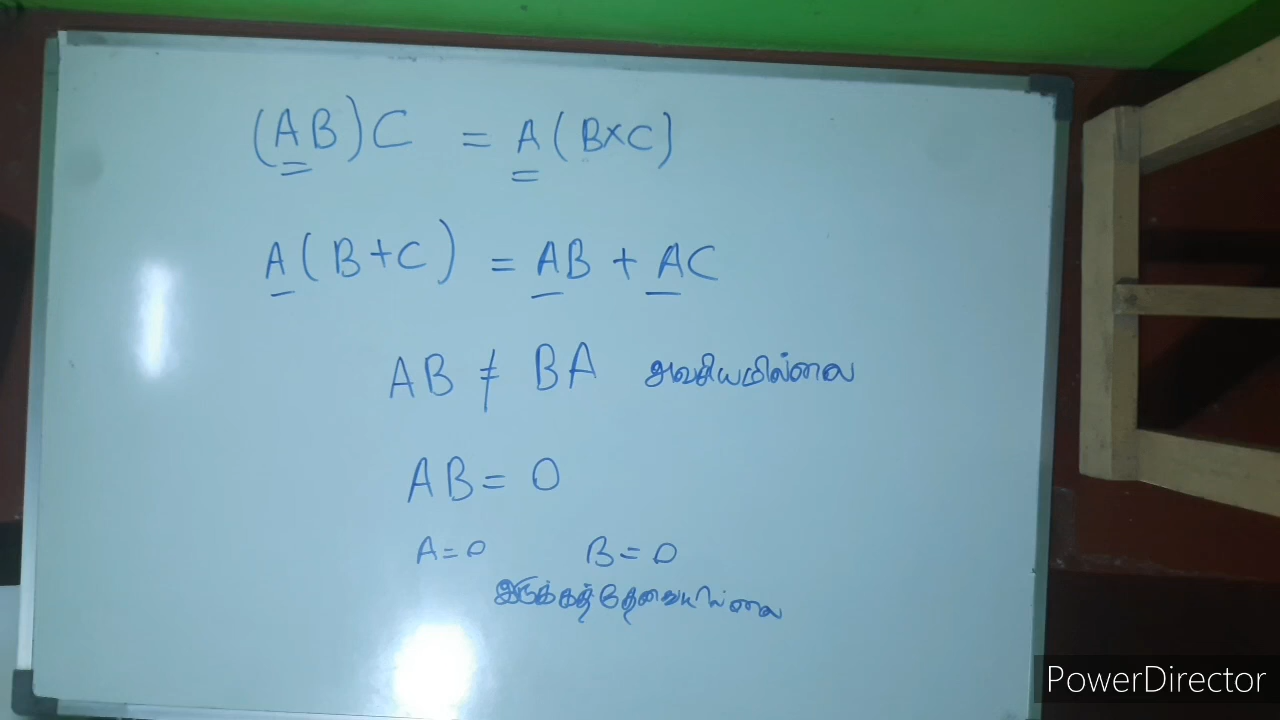 (AB)C = A(B×C)
A(B+C) = AB + AC
AB ≠ BA அவசியமில்லை
AB = 0
A=0 B=0
இருக்கத்தேவையில்லை
PowerDirector